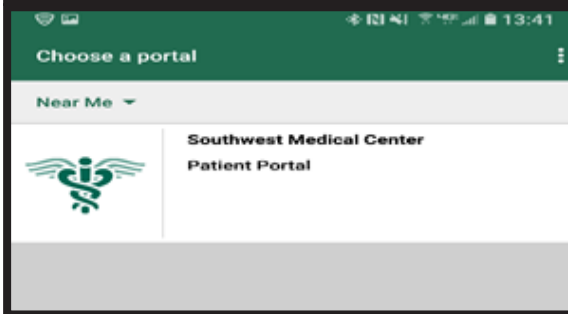 13:41
Choose a portal
Near Me
Southwest Medical Center
Patient Portal